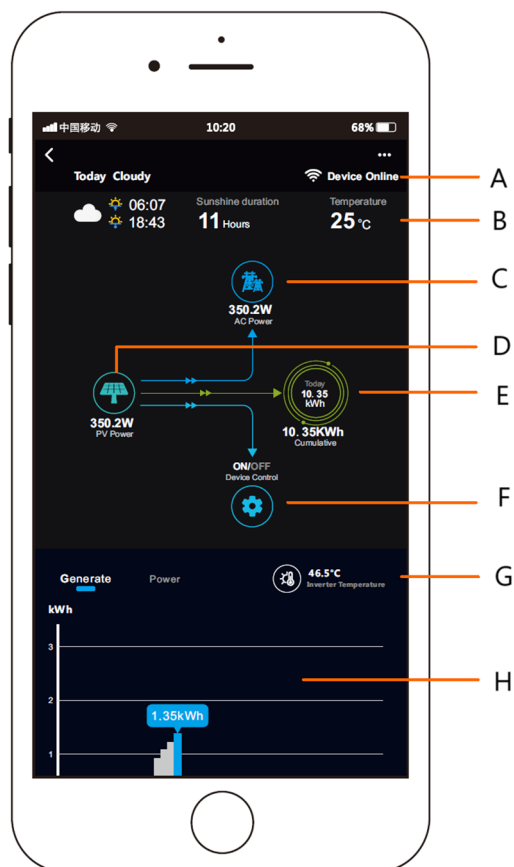 中国移动 10:20 68%
Today Cloudy Device Online A
06:07 Sunshine duration Temperature
18:43 11 Hours 25 °C B
C
350.2W
AC Power
D
Today
10. 35
kWh
E
350.2W
PV Power
10. 35KWh
Cumulative
ON/OFF
Device Control
F
Generate Power 46.5°C
Inverter Temperature
G
kWh
3
H
2
1.35kWh
1